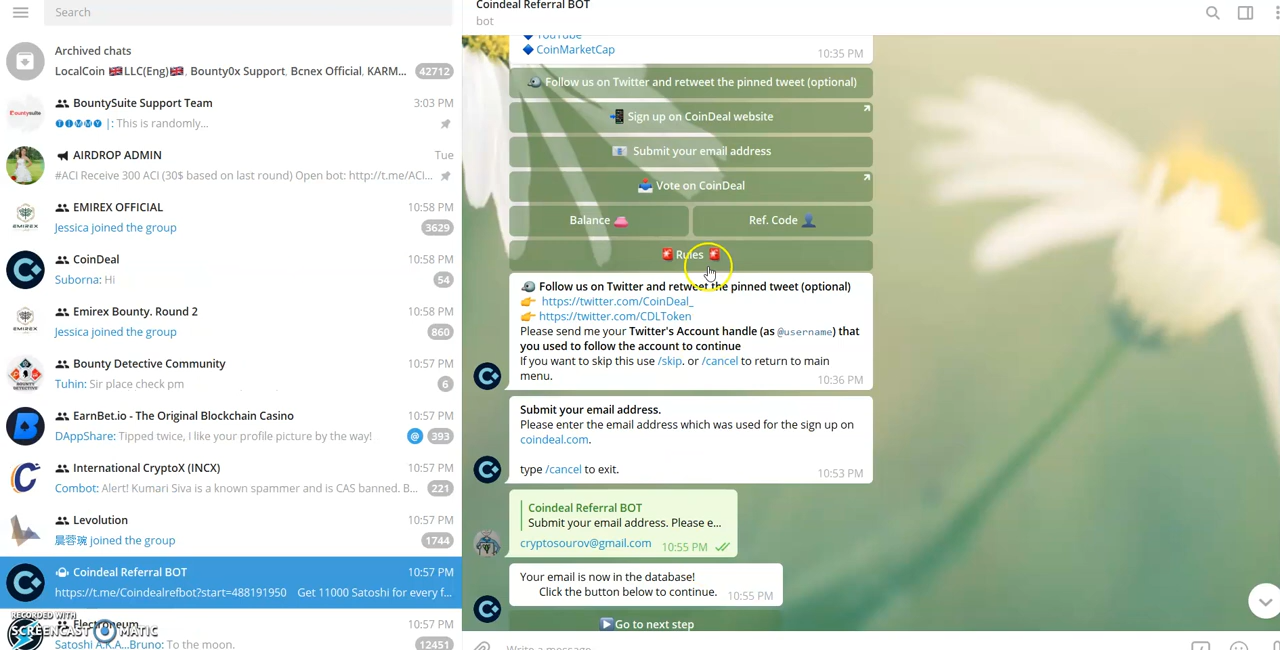 Search
Archived chats
LocalCoin 🇬🇧LLC(Eng)🇬🇧, Bounty0x Support, Bcnex Official, KARM...
42712
BountySuite Support Team
3:03 PM
🅣🅘🅜🅜🅨 |: This is randomly...
AIRDROP ADMIN
Tue
#ACI Receive 300 ACI (30$ based on last round) Open bot: http://t.me/ACI...
EMIREX OFFICIAL
10:58 PM
Jessica joined the group
3629
CoinDeal
10:58 PM
Suborna: Hi
54
Emirex Bounty. Round 2
10:58 PM
Jessica joined the group
860
Bounty Detective Community
10:57 PM
Tuhin: Sir place check pm
6
EarnBet.io - The Original Blockchain Casino
10:57 PM
DAppShare: Tipped twice, I like your profile picture by the way!
@ 393
International CryptoX (INCX)
10:57 PM
Combot: Alert! Kumari Siva is a known spammer and is CAS banned. B...
221
Levolution
10:57 PM
joined the group
1744
Coindeal Referral BOT
10:57 PM
https://t.me/Coindealrefbot?start=488191950 Get 11000 Satoshi for every f...
RECORDED WITH
SCREENCAST MATIC
Electroneum
10:57 PM
Satoshi A.K.A...Bruno: To the moon.
12451
Coindeal Referral BOT
bot
YouTube
CoinMarketCap
10:35 PM
Follow us on Twitter and retweet the pinned tweet (optional)
Sign up on CoinDeal website
Submit your email address
Vote on CoinDeal
Balance
Ref. Code
Rules
Follow us on Twitter and retweet the pinned tweet (optional)
👉 https://twitter.com/CoinDeal_
👉 https://twitter.com/CDLToken
Please send me your Twitter's Account handle (as @username) that
you used to follow the account to continue
If you want to skip this use /skip. or /cancel to return to main
menu.
10:36 PM
Submit your email address.
Please enter the email address which was used for the sign up on
coindeal.com.
type /cancel to exit.
10:53 PM
Coindeal Referral BOT
Submit your email address. Please e...
cryptosourov@gmail.com
10:55 PM
Your email is now in the database!
Click the button below to continue.
10:55 PM
Go to next step
Write a message...